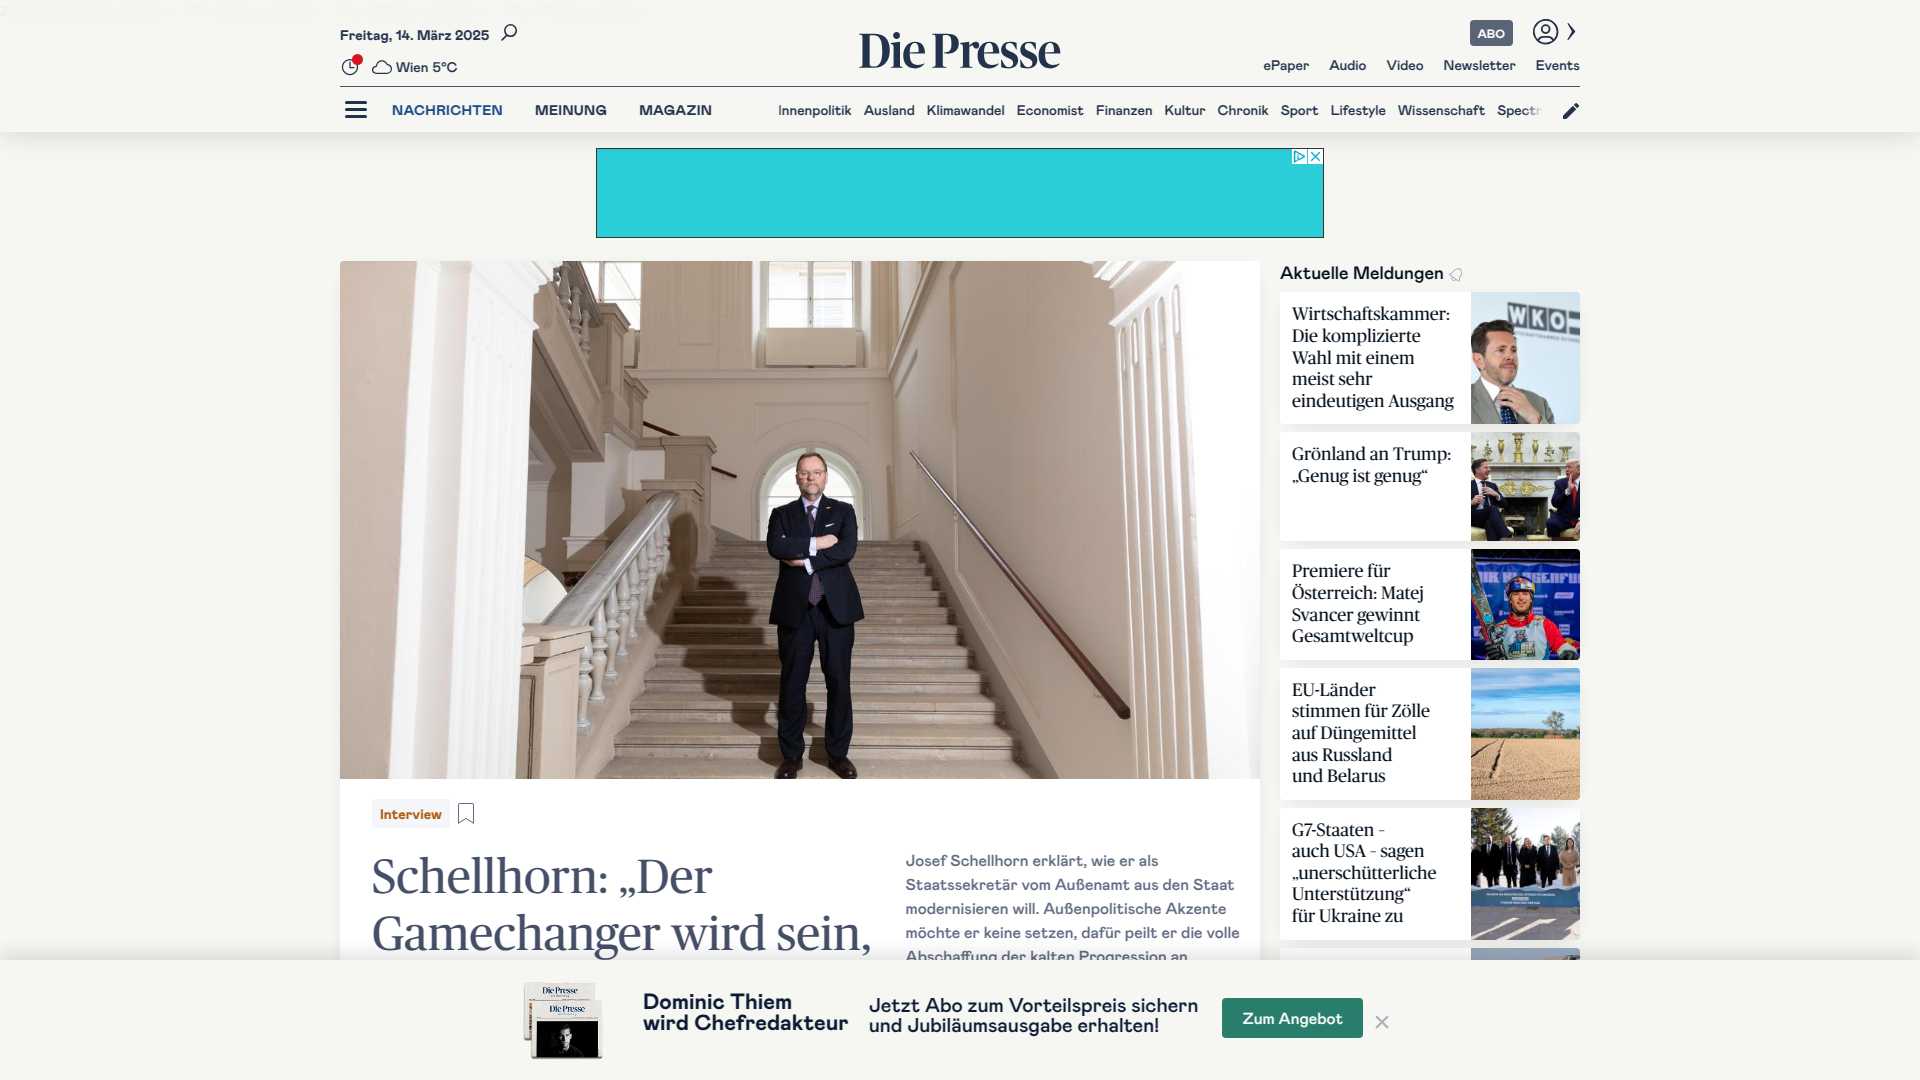 Freitag, 14. März 2025
Wien 5°C
Die Presse
ABO
ePaper Audio Video Newsletter Events
NACHRICHTEN MEINUNG MAGAZIN
Innenpolitik Ausland Klimawandel Economist Finanzen Kultur Chronik Sport Lifestyle Wissenschaft Spectr
Interview
Schellhorn: „Der
Gamechanger wird sein,
Josef Schellhorn erklärt, wie er als
Staatssekretär vom Außenamt aus den Staat
modernisieren will. Außenpolitische Akzente
möchte er keine setzen, dafür peilt er die volle
Abschaffung der kalten Progression an
Aktuelle Meldungen
Wirtschaftskammer:
Die komplizierte
Wahl mit einem
meist sehr
eindeutigen Ausgang
WKO
Grönland an Trump:
„Genug ist genug“
Premiere für
Österreich: Matej
Svancer gewinnt
Gesamtweltcup
EU-Länder
stimmen für Zölle
auf Düngemittel
aus Russland
und Belarus
G7-Staaten –
auch USA – sagen
„unerschütterliche
Unterstützung“
für Ukraine zu
Die Presse
Die Presse
Dominic Thiem
wird Chefredakteur
Jetzt Abo zum Vorteilspreis sichern
und Jubiläumsausgabe erhalten!
Zum Angebot